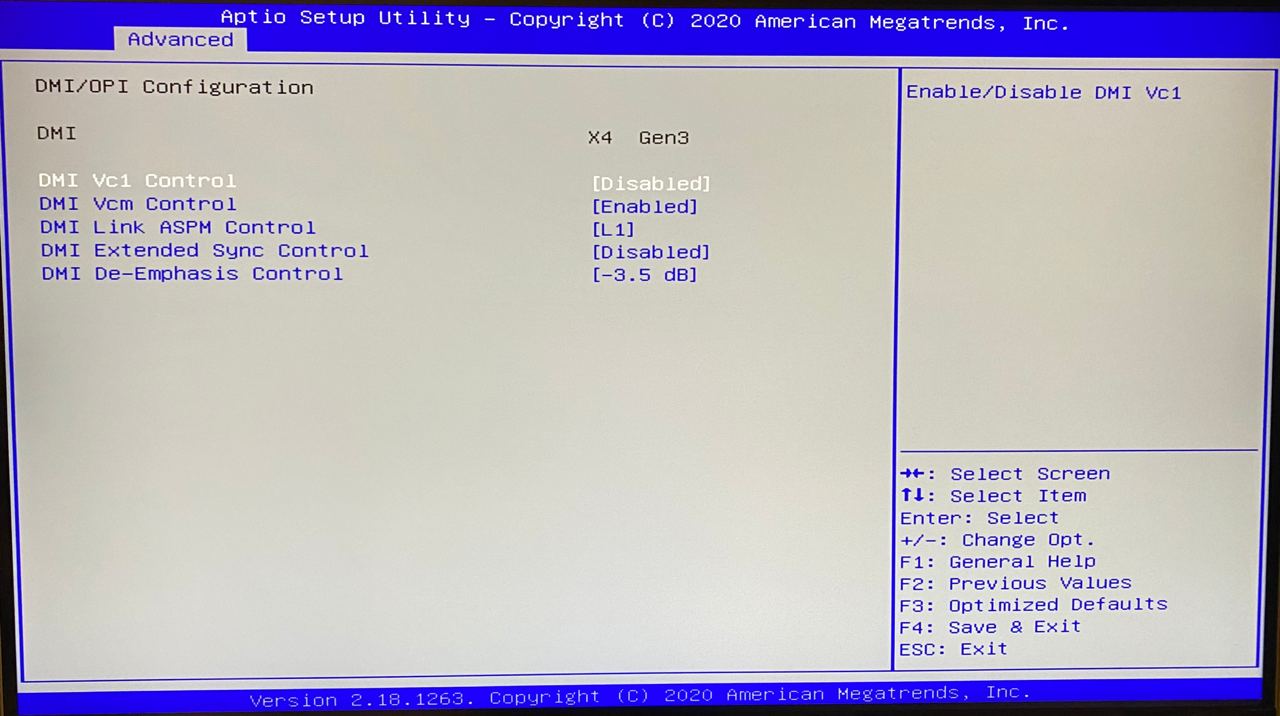 Aptio Setup Utility – Copyright (C) 2020 American Megatrends, Inc.
Advanced
DMI/OPI Configuration
DMI X4 Gen3
DMI Vc1 Control [Disabled]
DMI Vcm Control [Enabled]
DMI Link ASPM Control [L1]
DMI Extended Sync Control [Disabled]
DMI De-Emphasis Control [-3.5 dB]
Enable/Disable DMI Vc1
→←: Select Screen
↑↓: Select Item
Enter: Select
+/-: Change Opt.
F1: General Help
F2: Previous Values
F3: Optimized Defaults
F4: Save & Exit
ESC: Exit
Version 2.18.1263. Copyright (C) 2020 American Megatrends, Inc.